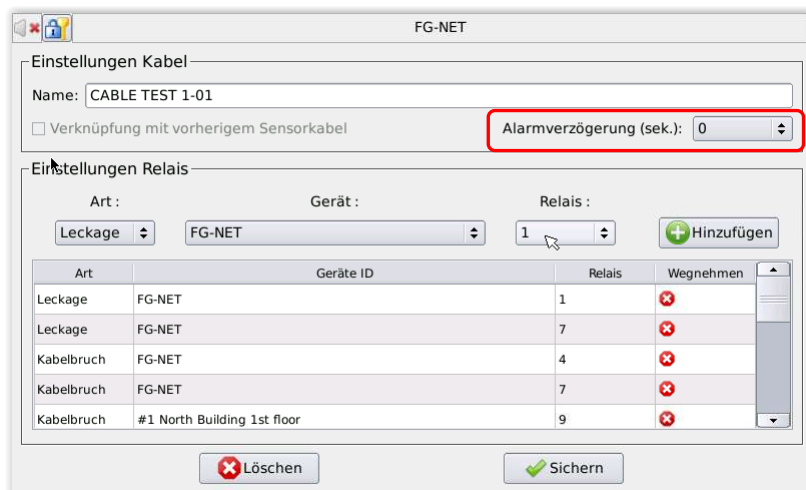 FG-NET
Einstellungen Kabel
Name: CABLE TEST 1-01
Verknüpfung mit vorherigem Sensorkabel Alarmverzögerung (sek.): 0
Einstellungen Relais
Art : Gerät : Relais :
Leckage FG-NET 1 Hinzufügen
Art Geräte ID Relais Wegnehmen
Leckage FG-NET 1
Leckage FG-NET 7
Kabelbruch FG-NET 4
Kabelbruch FG-NET 7
Kabelbruch #1 North Building 1st floor 9
Löschen Sichern